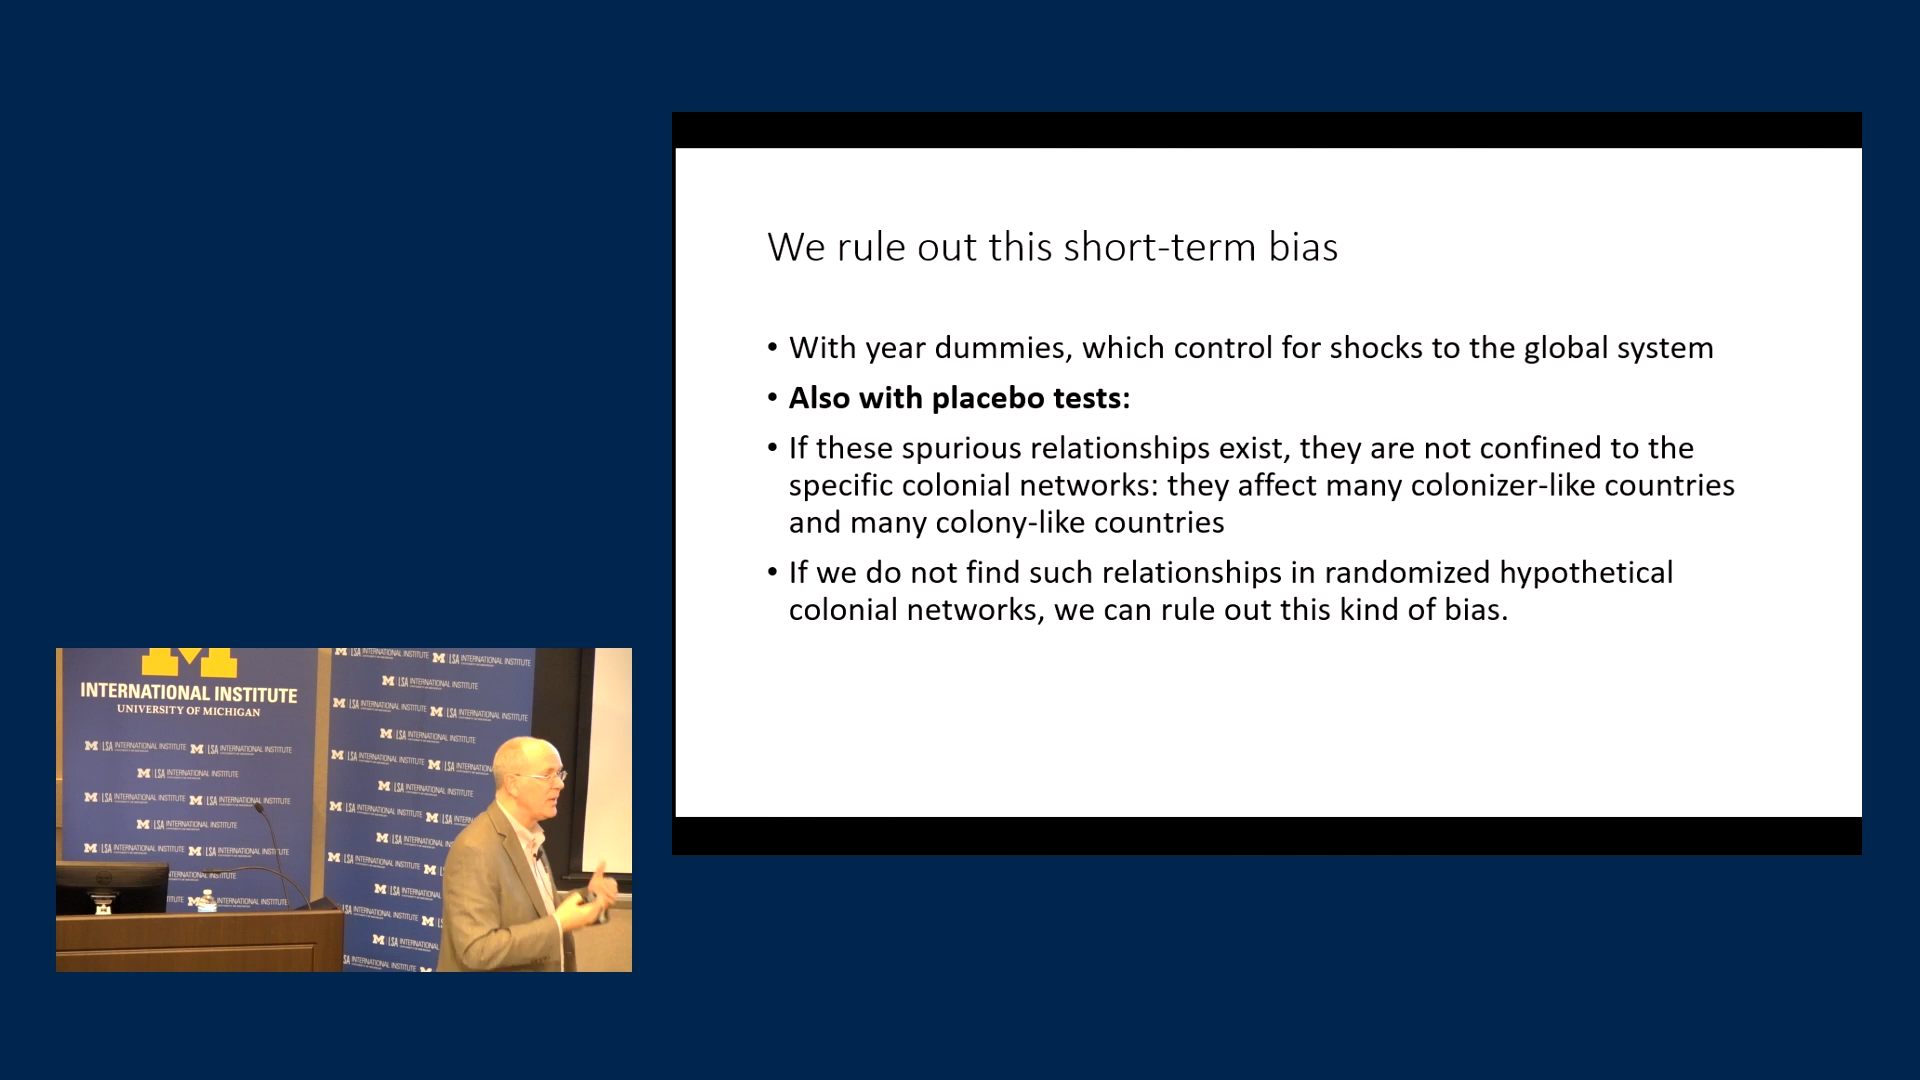 We rule out this short-term bias
• With year dummies, which control for shocks to the global system
• Also with placebo tests:
• If these spurious relationships exist, they are not confined to the
specific colonial networks: they affect many colonizer-like countries
and many colony-like countries
• If we do not find such relationships in randomized hypothetical
colonial networks, we can rule out this kind of bias.
INTERNATIONAL INSTITUTE
UNIVERSITY OF MICHIGAN
M LSA INTERNATIONAL INSTITUTE